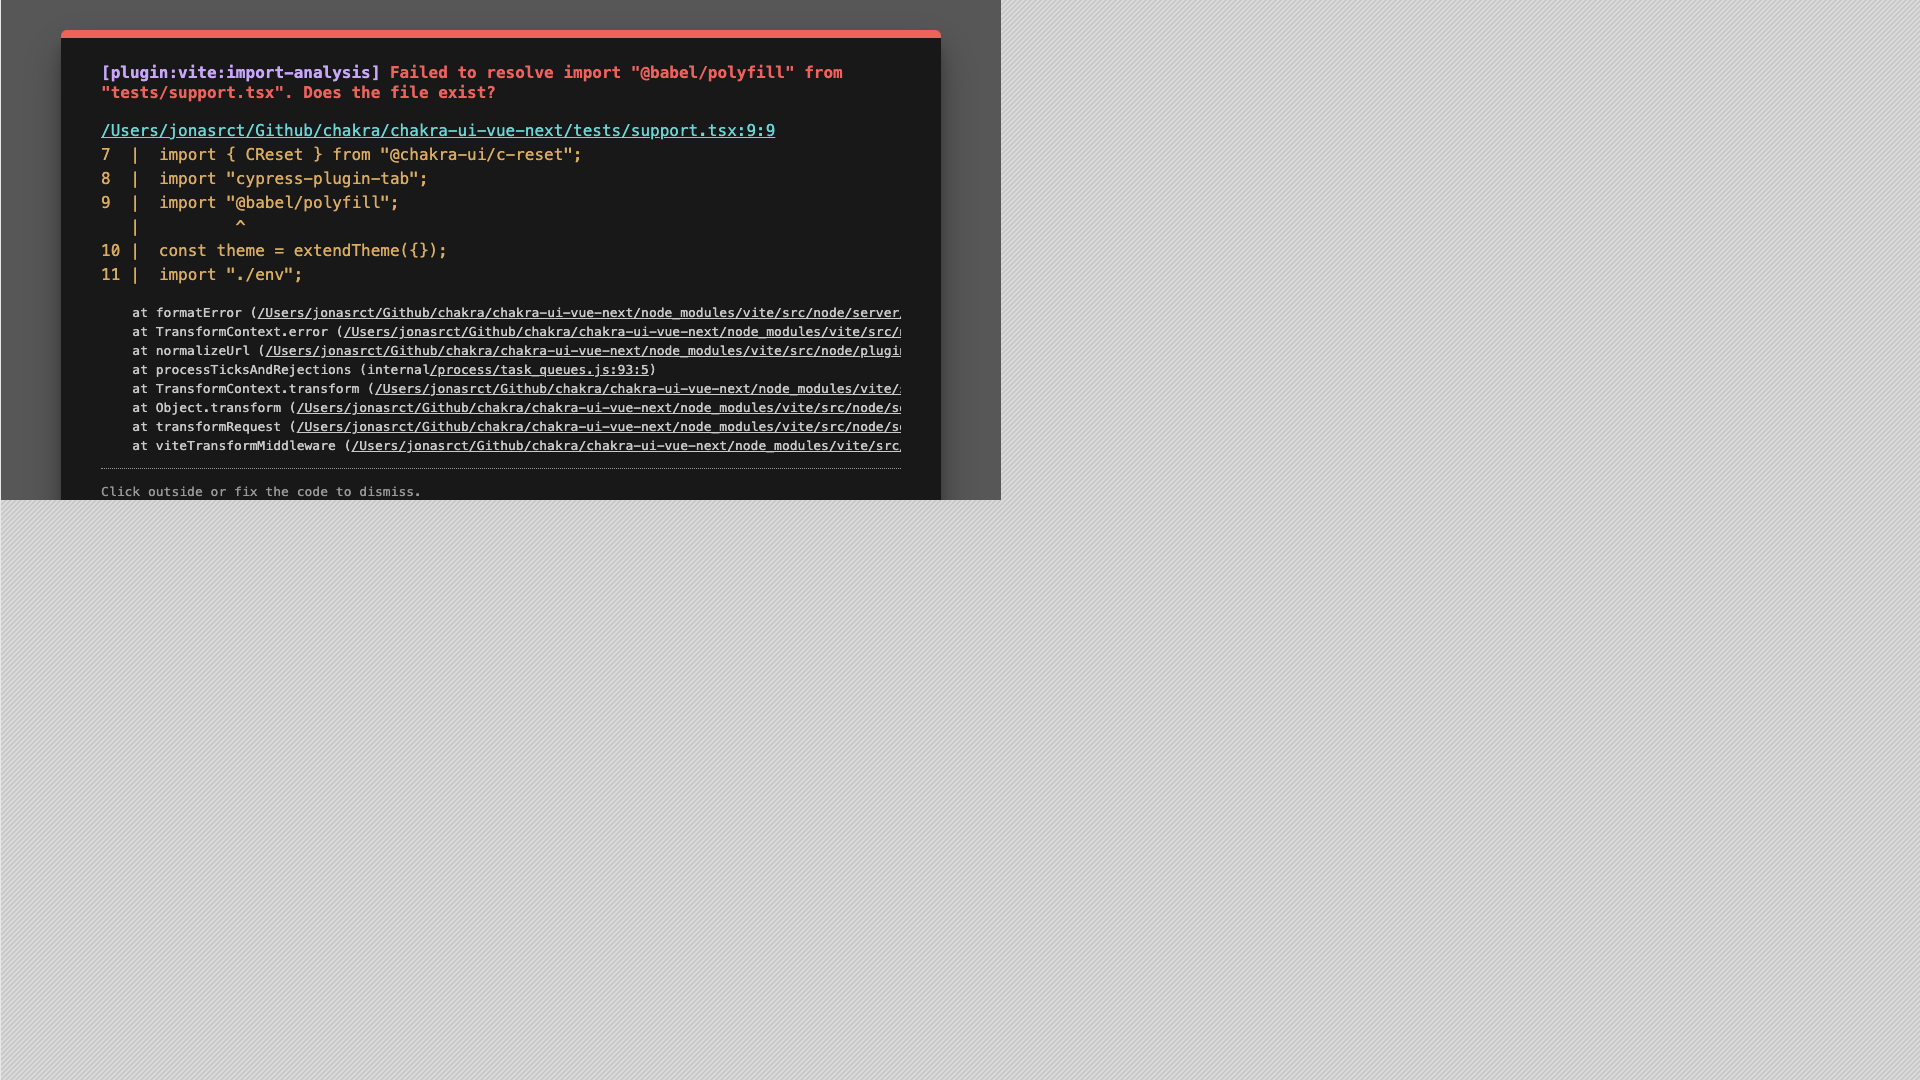 [plugin:vite:import-analysis] Failed to resolve import "@babel/polyfill" from
"tests/support.tsx". Does the file exist?
/Users/jonasrct/Github/chakra/chakra-ui-vue-next/tests/support.tsx:9:9
7  |  import { CReset } from "@chakra-ui/c-reset";
8  |  import "cypress-plugin-tab";
9  |  import "@babel/polyfill";
   |          ^
10 |  const theme = extendTheme({});
11 |  import "./env";
at formatError (/Users/jonasrct/Github/chakra/chakra-ui-vue-next/node_modules/vite/src/node/server/
at TransformContext.error (/Users/jonasrct/Github/chakra/chakra-ui-vue-next/node_modules/vite/src/
at normalizeUrl (/Users/jonasrct/Github/chakra/chakra-ui-vue-next/node_modules/vite/src/node/plugin
at processTicksAndRejections (internal/process/task_queues.js:93:5)
at TransformContext.transform (/Users/jonasrct/Github/chakra/chakra-ui-vue-next/node_modules/vite/
at Object.transform (/Users/jonasrct/Github/chakra/chakra-ui-vue-next/node_modules/vite/src/node/se
at transformRequest (/Users/jonasrct/Github/chakra/chakra-ui-vue-next/node_modules/vite/src/node/se
at viteTransformMiddleware (/Users/jonasrct/Github/chakra/chakra-ui-vue-next/node_modules/vite/src/
Click outside or fix the code to dismiss.